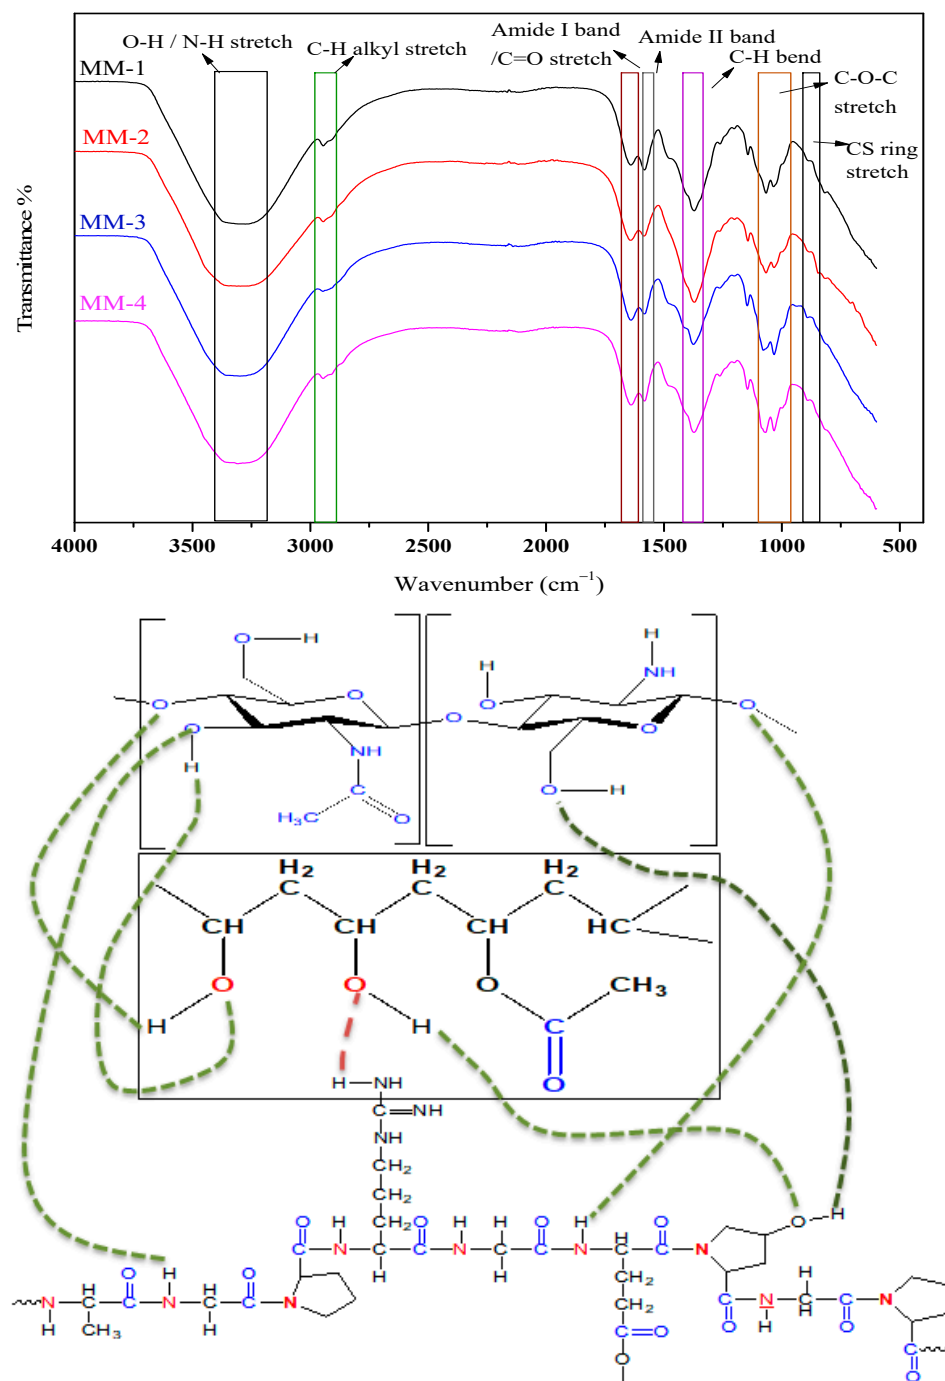 O-H / N-H stretch
C-H alkyl stretch
Amide I band
/C=O stretch
Amide II band
C-H bend
C-O-C
stretch
CS ring
stretch
MM-1
MM-2
MM-3
MM-4
Transmittance %
4000 3500 3000 2500 2000 1500 1000 500
Wavenumber (cm⁻¹)
O H
H
H NH
O O O O
O
O
H
NH
O H
C
H₃C O
H₂ H₂ H₂
C C C
CH CH CH HC
O O O CH₃
H H C
O
H NH
C=NH
NH
CH₂
CH₂
CH₂
O H O H O H O O H
C N C C N C C N C C N
H H
O H O CH₂ O H O
N C N C N CH₂ C N C N
H CH₃ H C=O O H H O
O C
O